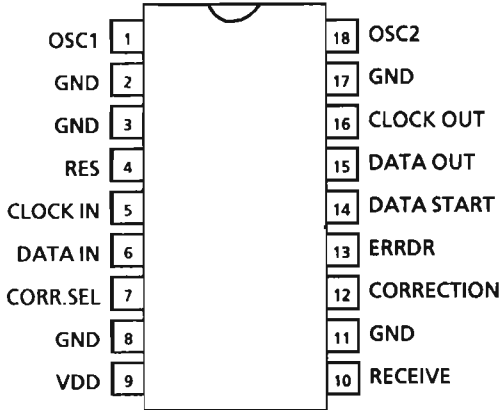 OSC1 1 18 OSC2
GND 2 17 GND
GND 3 16 CLOCK OUT
RES 4 15 DATA OUT
CLOCK IN 5 14 DATA START
DATA IN 6 13 ERRDR
CORR.SEL 7 12 CORRECTION
GND 8 11 GND
VDD 9 10 RECEIVE